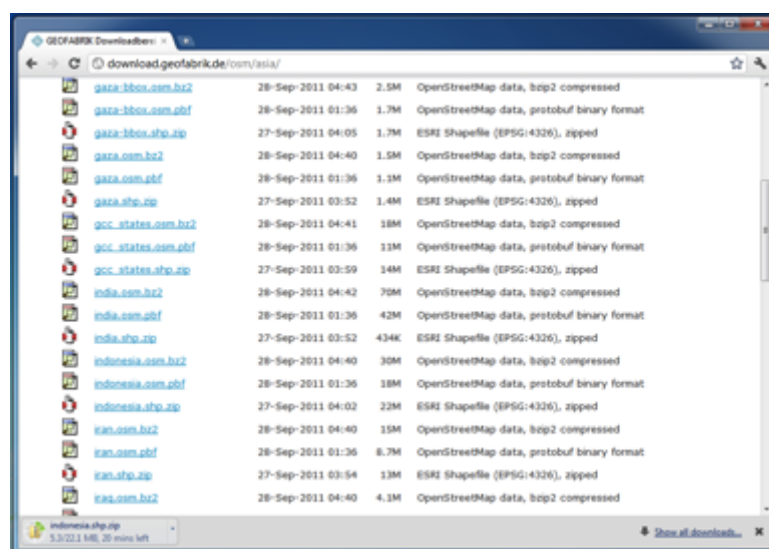 GEOFABRIK Downloadberei
download.geofabrik.de/osm/asia/
gaza-bbox.osm.bz2 28-Sep-2011 04:43 2.5M OpenStreetMap data, bzip2 compressed
gaza-bbox.osm.pbf 28-Sep-2011 01:36 1.7M OpenStreetMap data, protobuf binary format
gaza-bbox.shp.zip 27-Sep-2011 04:05 1.7M ESRI Shapefile (EPSG:4326), zipped
gaza.osm.bz2 28-Sep-2011 04:40 1.5M OpenStreetMap data, bzip2 compressed
gaza.osm.pbf 28-Sep-2011 01:36 1.1M OpenStreetMap data, protobuf binary format
gaza.shp.zip 27-Sep-2011 03:52 1.4M ESRI Shapefile (EPSG:4326), zipped
gcc_states.osm.bz2 28-Sep-2011 04:41 18M OpenStreetMap data, bzip2 compressed
gcc_states.osm.pbf 28-Sep-2011 01:36 11M OpenStreetMap data, protobuf binary format
gcc_states.shp.zip 27-Sep-2011 03:59 14M ESRI Shapefile (EPSG:4326), zipped
india.osm.bz2 28-Sep-2011 04:42 70M OpenStreetMap data, bzip2 compressed
india.osm.pbf 28-Sep-2011 01:36 42M OpenStreetMap data, protobuf binary format
india.shp.zip 27-Sep-2011 03:52 434K ESRI Shapefile (EPSG:4326), zipped
indonesia.osm.bz2 28-Sep-2011 04:40 30M OpenStreetMap data, bzip2 compressed
indonesia.osm.pbf 28-Sep-2011 01:36 18M OpenStreetMap data, protobuf binary format
indonesia.shp.zip 27-Sep-2011 04:02 22M ESRI Shapefile (EPSG:4326), zipped
iran.osm.bz2 28-Sep-2011 04:40 15M OpenStreetMap data, bzip2 compressed
iran.osm.pbf 28-Sep-2011 01:36 8.7M OpenStreetMap data, protobuf binary format
iran.shp.zip 27-Sep-2011 03:54 13M ESRI Shapefile (EPSG:4326), zipped
iraq.osm.bz2 28-Sep-2011 04:40 4.1M OpenStreetMap data, bzip2 compressed
indonesia.shp.zip
5.3/22.1 MB, 20 mins left
Show all downloads...